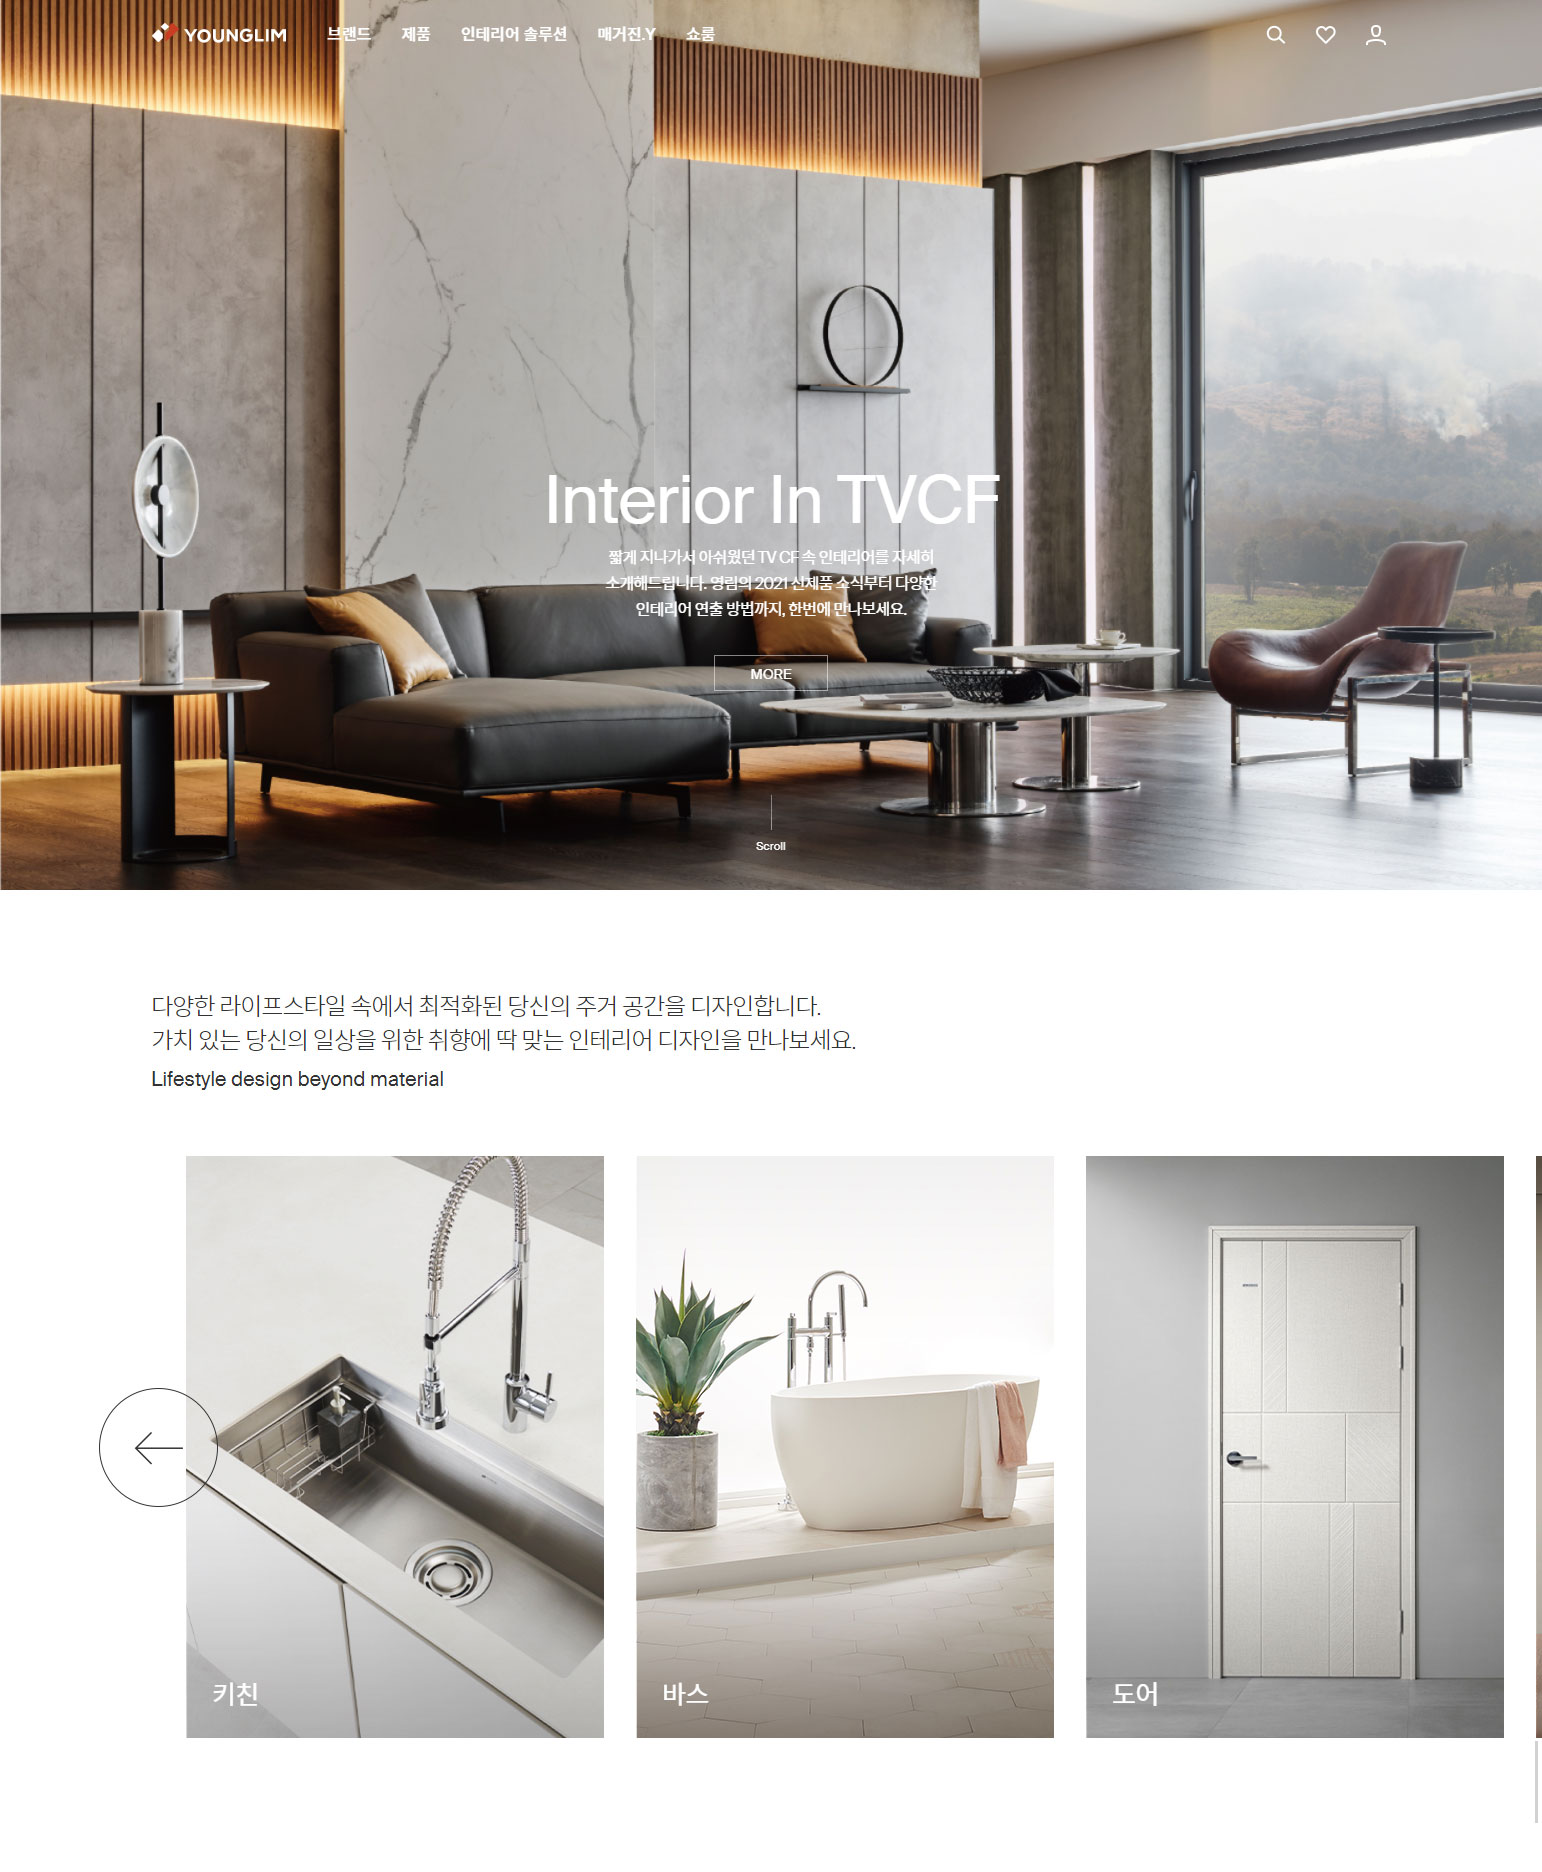 YOUNGLIM
브랜드
제품
인테리어 솔루션
매거진.Y
쇼룸
Interior In TVCF
짧게 지나가서 아쉬웠던 TV CF 속 인테리어를 자세히
소개해드립니다. 영림의 2021 신제품 소식부터 다양한
인테리어 연출 방법까지, 한번에 만나보세요.
MORE
Scroll
다양한 라이프스타일 속에서 최적화된 당신의 주거 공간을 디자인합니다.
가치 있는 당신의 일상을 위한 취향에 딱 맞는 인테리어 디자인을 만나보세요.
Lifestyle design beyond material
키친
바스
도어